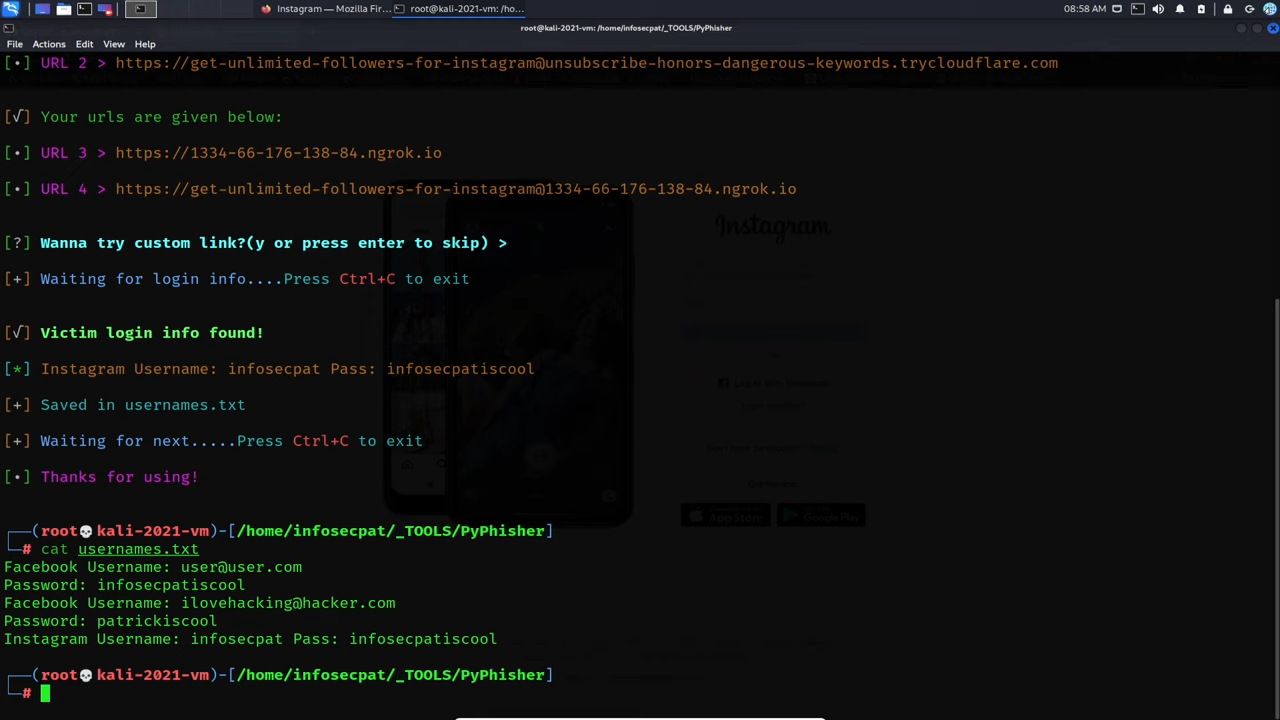 Instagram — Mozilla Fir...
root@kali-2021-vm: /ho...
08:58 AM
root@kali-2021-vm: /home/infosecpat/_TOOLS/PyPhisher
File Actions Edit View Help
[•] URL 2 > https://get-unlimited-followers-for-instagram@unsubscribe-honors-dangerous-keywords.trycloudflare.com
[√] Your urls are given below:
[•] URL 3 > https://1334-66-176-138-84.ngrok.io
[•] URL 4 > https://get-unlimited-followers-for-instagram@1334-66-176-138-84.ngrok.io
Instagram
[?] Wanna try custom link?(y or press enter to skip) >
[+] Waiting for login info....Press Ctrl+C to exit
[√] Victim login info found!
[*] Instagram Username: infosecpat Pass: infosecpatiscool
[+] Saved in usernames.txt
[+] Waiting for next.....Press Ctrl+C to exit
[•] Thanks for using!
App Store
Google Play
┌──(root💀kali-2021-vm)-[/home/infosecpat/_TOOLS/PyPhisher]
└─# cat usernames.txt
Facebook Username: user@user.com
Password: infosecpatiscool
Facebook Username: ilovehacking@hacker.com
Password: patrickiscool
Instagram Username: infosecpat Pass: infosecpatiscool
┌──(root💀kali-2021-vm)-[/home/infosecpat/_TOOLS/PyPhisher]
└─#